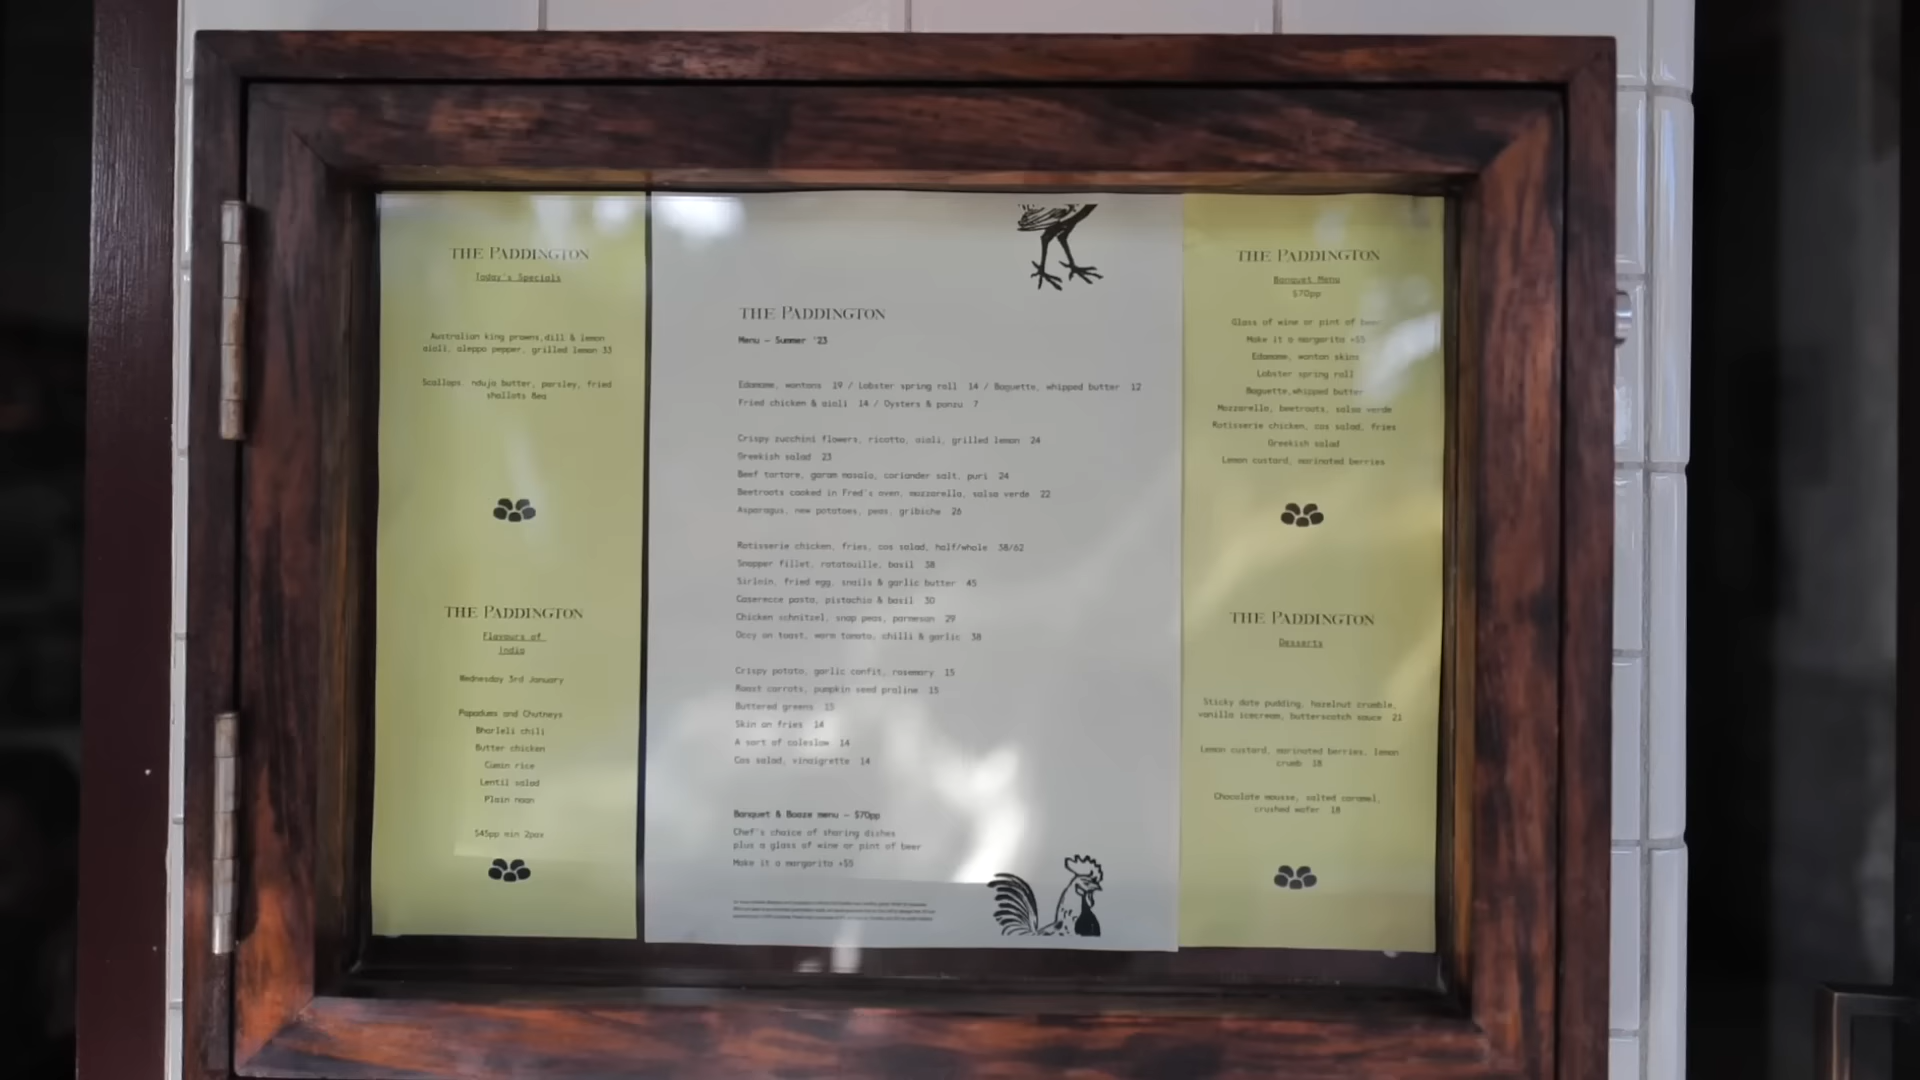 THE PADDINGTON
Today's Specials
Australian king prawns, dill & lemon
aioli, aleppo pepper, grilled lemon 33
Scallops, nduja butter, parsley, fried
shallots 8ea
THE PADDINGTON
Flavours of
India
Wednesday 3rd January
Papadums and Chutneys
Bharleli chili
Butter chicken
Cumin rice
Lentil salad
Plain naan
$45pp min 2pax
THE PADDINGTON
Menu – Summer '23
Edamame, wontons 19 / Lobster spring roll 14 / Baguette, whipped butter 12
Fried chicken & aioli 14 / Oysters & ponzu 7
Crispy zucchini flowers, ricotta, aioli, grilled lemon 24
Greekish salad 23
Beef tartare, garam masala, coriander salt, puri 24
Beetroots cooked in Fred's oven, mozzarella, salsa verde 22
Asparagus, new potatoes, peas, gribiche 26
Rotisserie chicken, fries, cos salad, half/whole 38/62
Snapper fillet, ratatouille, basil 38
Sirloin, fried egg, snails & garlic butter 45
Caserecce pasta, pistachio & basil 30
Chicken schnitzel, snap peas, parmesan 29
Occy on toast, warm tomato, chilli & garlic 38
Crispy potato, garlic confit, rosemary 15
Roast carrots, pumpkin seed praline 15
Buttered greens 15
Skin on fries 14
A sort of coleslaw 14
Cos salad, vinaigrette 14
Banquet & Booze menu – $70pp
Chef's choice of sharing dishes
plus a glass of wine or pint of beer
Make it a margarita +$5
THE PADDINGTON
Banquet Menu
$70pp
Glass of wine or pint of beer
Make it a margarita +$5
Edamame, wonton skins
Lobster spring roll
Baguette, whipped butter
Mozzarella, beetroots, salsa verde
Rotisserie chicken, cos salad, fries
Greekish salad
Lemon custard, marinated berries
THE PADDINGTON
Desserts
Sticky date pudding, hazelnut crumble,
vanilla icecream, butterscotch sauce 21
Lemon custard, marinated berries, lemon
crumb 18
Chocolate mousse, salted caramel,
crushed wafer 18